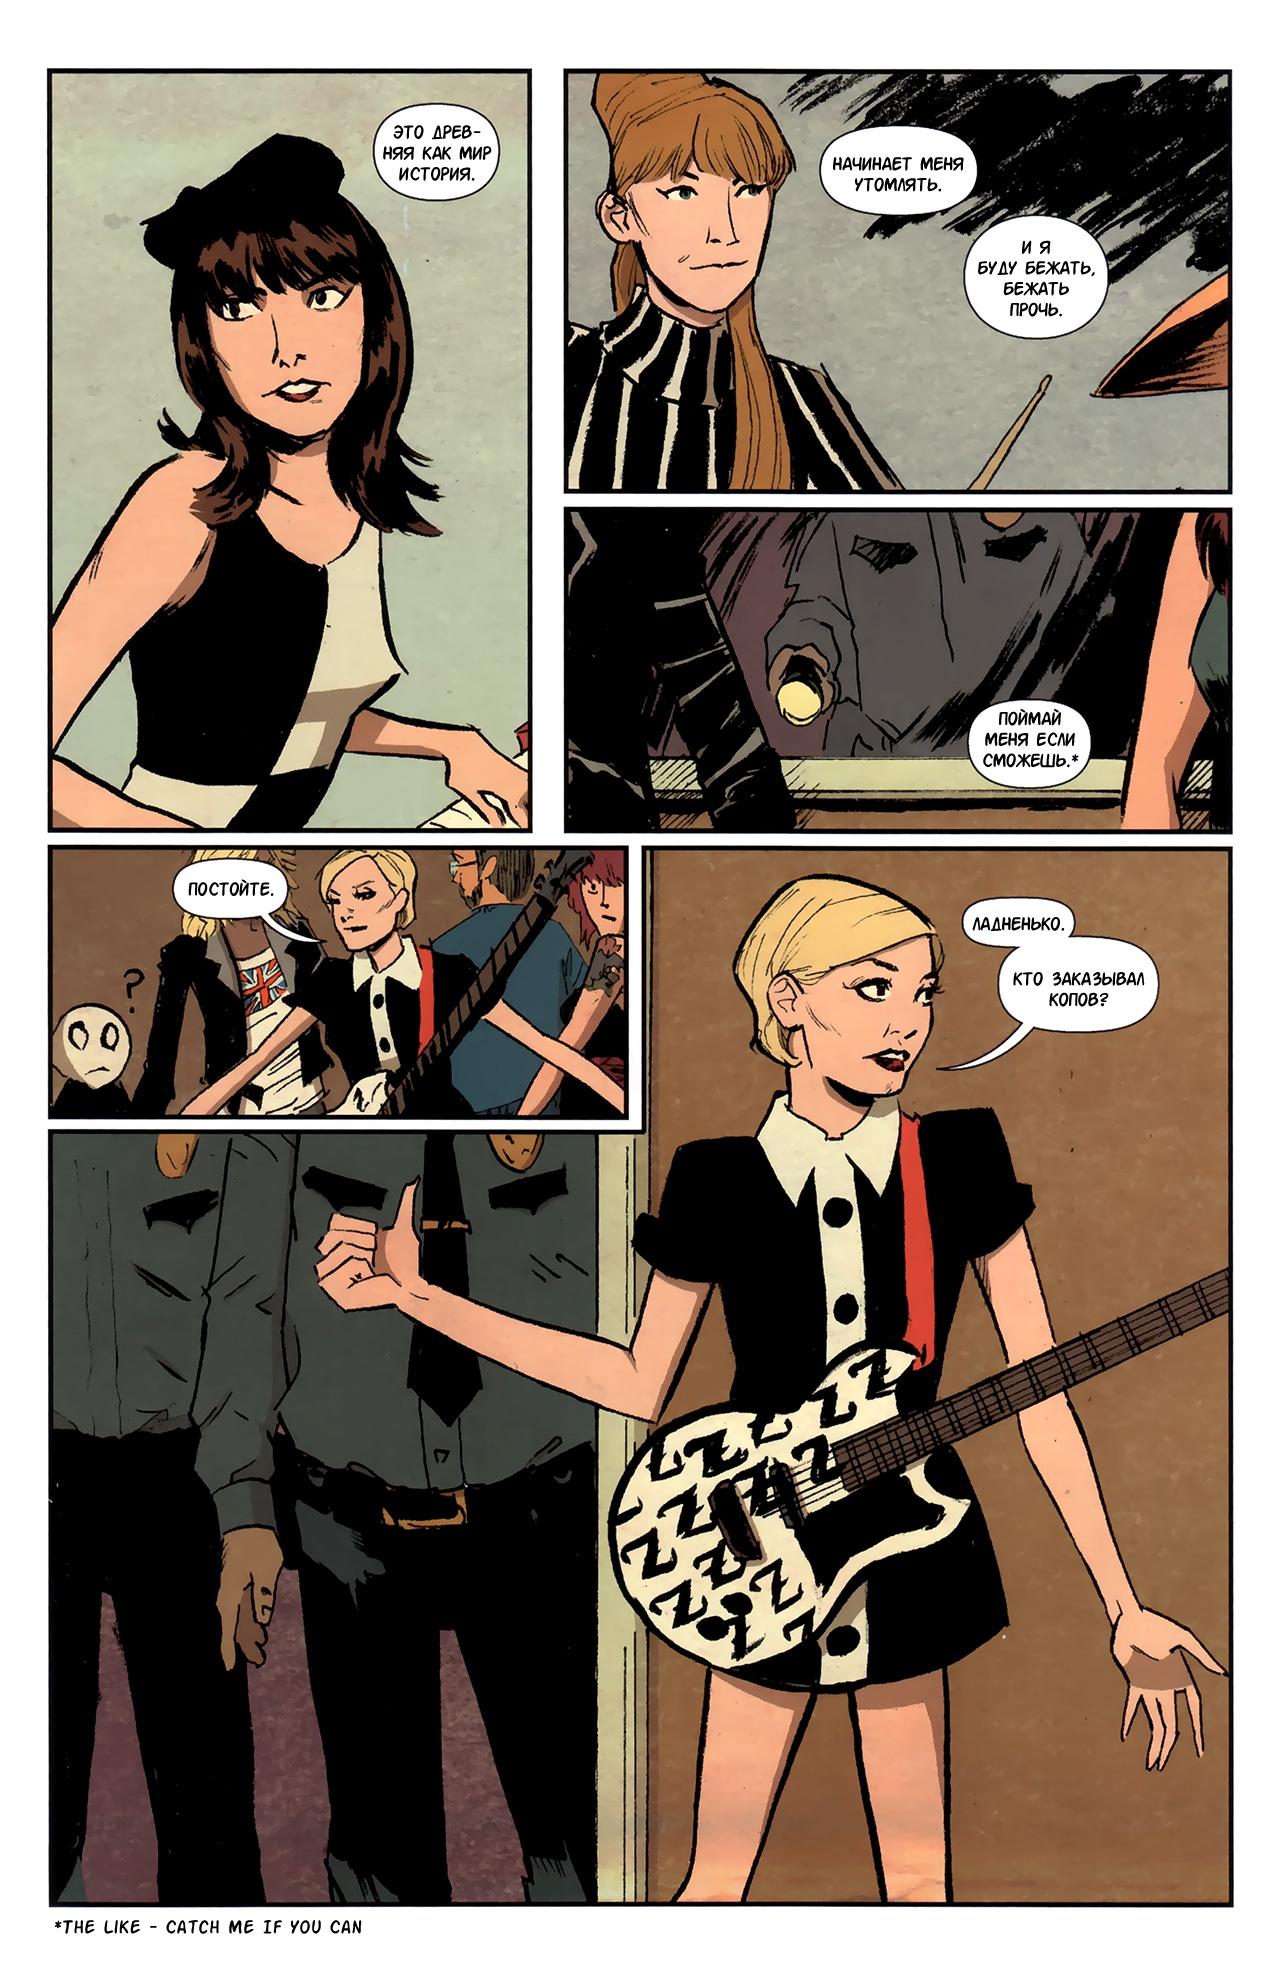 ЭТО ДРЕВ-
НЯЯ КАК МИР
ИСТОРИЯ.
НАЧИНАЕТ МЕНЯ
УТОМЛЯТЬ.
И Я
БУДУ БЕЖАТЬ,
БЕЖАТЬ
ПРОЧЬ.
ПОЙМАЙ
МЕНЯ ЕСЛИ
СМОЖЕШЬ.*
ПОСТОЙТЕ.
?
ЛАДНЕНЬКО.
КТО ЗАКАЗЫВАЛ
КОПОВ?
*THE LIKE - CATCH ME IF YOU CAN